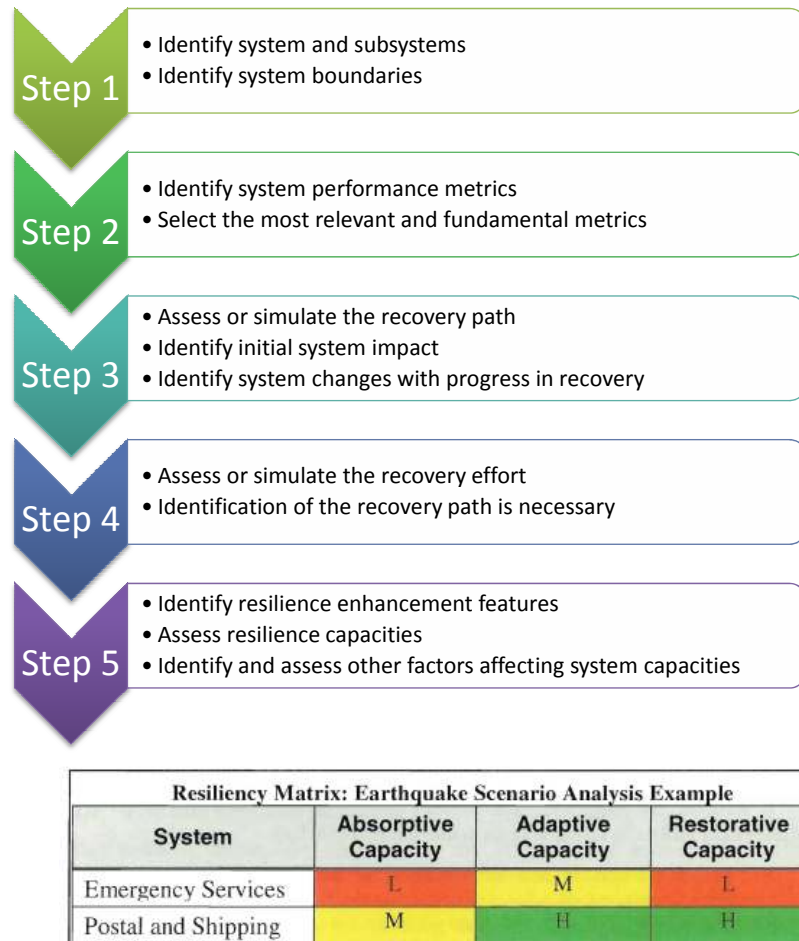 Step 1
• Identify system and subsystems
• Identify system boundaries
Step 2
• Identify system performance metrics
• Select the most relevant and fundamental metrics
Step 3
• Assess or simulate the recovery path
• Identify initial system impact
• Identify system changes with progress in recovery
Step 4
• Assess or simulate the recovery effort
• Identification of the recovery path is necessary
Step 5
• Identify resilience enhancement features
• Assess resilience capacities
• Identify and assess other factors affecting system capacities
Resiliency Matrix: Earthquake Scenario Analysis Example
System Absorptive Capacity Adaptive Capacity Restorative Capacity
Emergency Services L M L
Postal and Shipping M H H